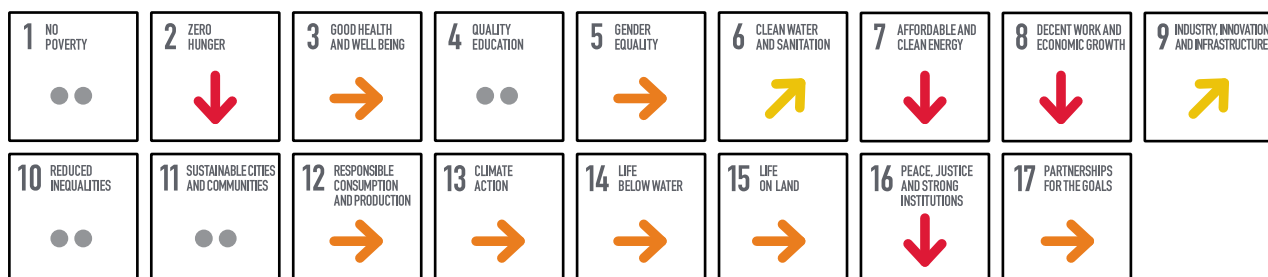 1 NO
POVERTY
2 ZERO
HUNGER
3 GOOD HEALTH
AND WELL BEING
4 QUALITY
EDUCATION
5 GENDER
EQUALITY
6 CLEAN WATER
AND SANITATION
7 AFFORDABLE AND
CLEAN ENERGY
8 DECENT WORK AND
ECONOMIC GROWTH
9 INDUSTRY, INNOVATION
AND INFRASTRUCTURE
10 REDUCED
INEQUALITIES
11 SUSTAINABLE CITIES
AND COMMUNITIES
12 RESPONSIBLE
CONSUMPTION
AND PRODUCTION
13 CLIMATE
ACTION
14 LIFE
BELOW WATER
15 LIFE
ON LAND
16 PEACE, JUSTICE
AND STRONG
INSTITUTIONS
17 PARTNERSHIPS
FOR THE GOALS